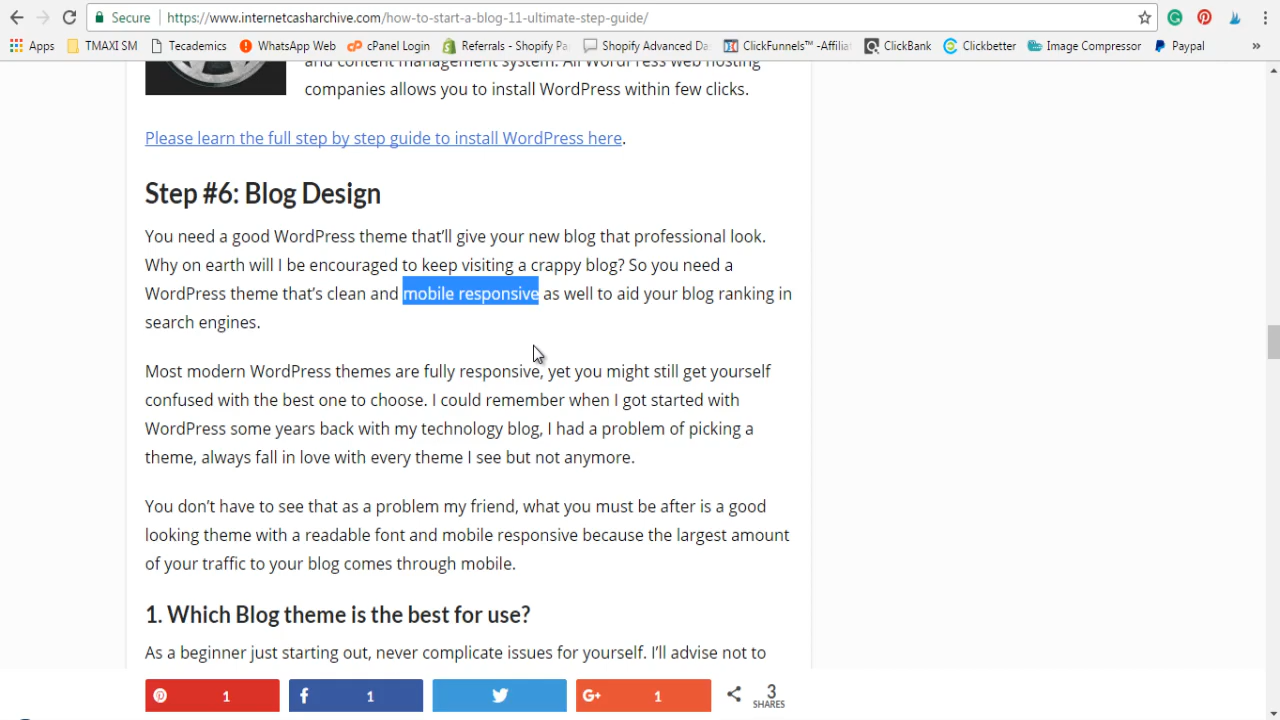 Secure https://www.internetcasharchive.com/how-to-start-a-blog-11-ultimate-step-guide/
Apps TMAXI SM Tecademics WhatsApp Web cPanel Login Referrals - Shopify Pa Shopify Advanced Da ClickFunnels™ -Affilia ClickBank Clickbetter Image Compressor Paypal »
and content management system. All WordPress web hosting
companies allows you to install WordPress within few clicks.
Please learn the full step by step guide to install WordPress here.
Step #6: Blog Design
You need a good WordPress theme that'll give your new blog that professional look.
Why on earth will I be encouraged to keep visiting a crappy blog? So you need a
WordPress theme that's clean and mobile responsive as well to aid your blog ranking in
search engines.
Most modern WordPress themes are fully responsive, yet you might still get yourself
confused with the best one to choose. I could remember when I got started with
WordPress some years back with my technology blog, I had a problem of picking a
theme, always fall in love with every theme I see but not anymore.
You don't have to see that as a problem my friend, what you must be after is a good
looking theme with a readable font and mobile responsive because the largest amount
of your traffic to your blog comes through mobile.
1. Which Blog theme is the best for use?
As a beginner just starting out, never complicate issues for yourself. I'll advise not to
1 1 G+ 1 3
SHARES